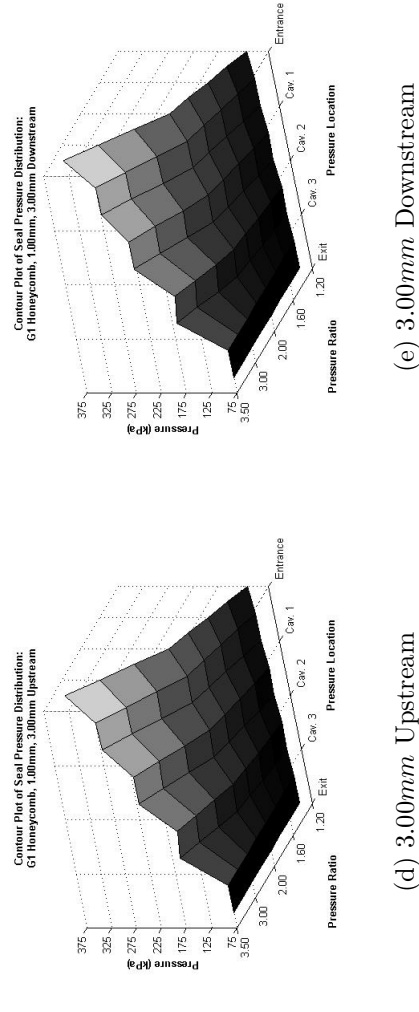 Contour Plot of Seal Pressure Distribution:
G1 Honeycomb, 1.00mm, 3.00mm Upstream
375
325
275
225
175
125
75
Pressure (kPa)
3.50
3.00
2.00
1.60
1.20
Pressure Ratio
Exit
Cav. 3
Cav. 2
Cav. 1
Entrance
Pressure Location
(d) 3.00mm Upstream
Contour Plot of Seal Pressure Distribution:
G1 Honeycomb, 1.00mm, 3.00mm Downstream
375
325
275
225
175
125
75
Pressure (kPa)
3.50
3.00
2.00
1.60
1.20
Pressure Ratio
Exit
Cav. 3
Cav. 2
Cav. 1
Entrance
Pressure Location
(e) 3.00mm Downstream